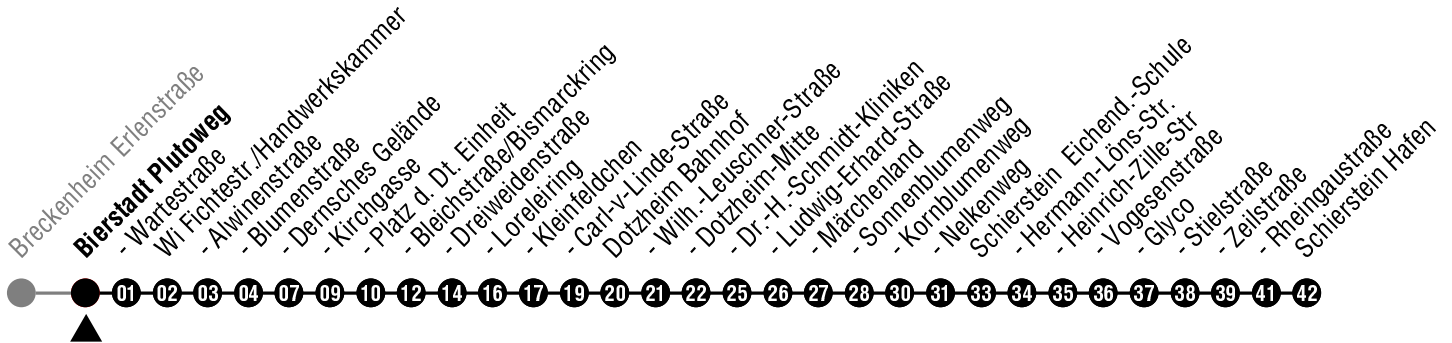 Breckenheim Erlenstraße
Bierstadt Plutoweg
- Wartestraße
Wi Fichtestr./Handwerkskammer
- Alwinenstraße
- Blumenstraße
- Dernsches Gelände
- Kirchgasse
- Platz d. Dt. Einheit
- Bleichstraße/Bismarckring
- Dreiweidenstraße
- Loreleiring
- Kleinfeldchen
- Carl-v-Linde-Straße
Dotzheim Bahnhof
- Wilh.-Leuschner-Straße
- Dotzheim-Mitte
- Dr.-H.-Schmidt-Kliniken
- Ludwig-Erhard-Straße
- Märchenland
- Sonnenblumenweg
- Kornblumenweg
- Nelkenweg
Schierstein Eichend.-Schule
- Hermann-Löns-Str.
- Heinrich-Zille-Str
- Vogesenstraße
- Glyco
- Stielstraße
- Zeilstraße
- Rheingaustraße
Schierstein Hafen
01 02 03 04 07 09 10 12 14 16 17 19 20 21 22 25 26 27 28 30 31 33 34 35 36 37 38 39 41 42